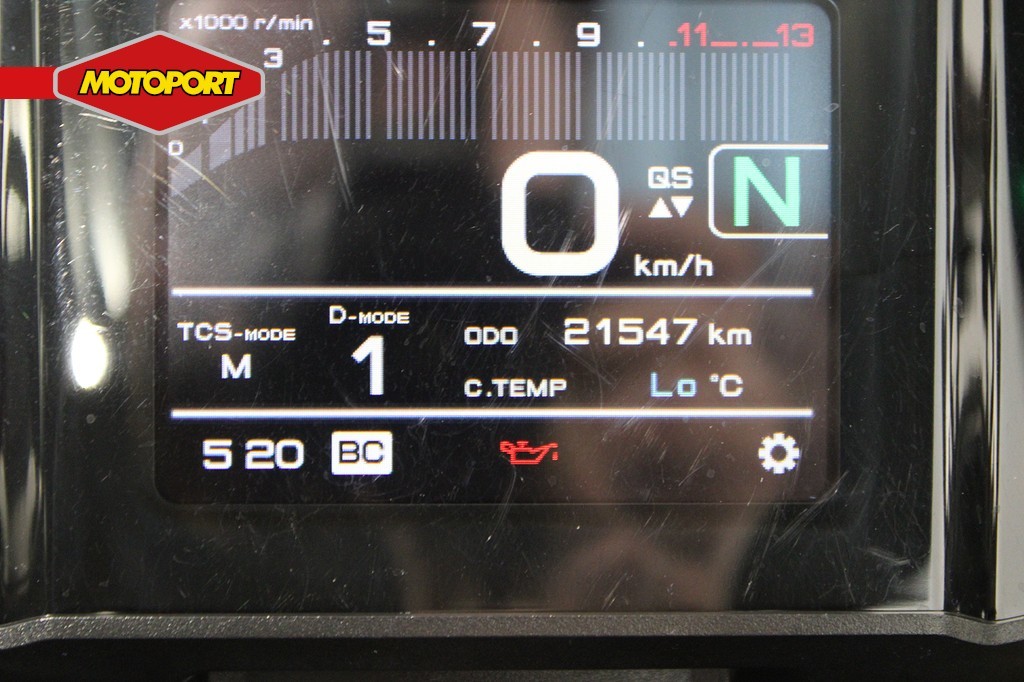 x1000 r/min
MOTOPORT
0 3 5 7 9 11 13
0 QS N
km/h
TCS-MODE D-MODE ODO 21547 km
M 1 C.TEMP Lo °C
5 20 BC